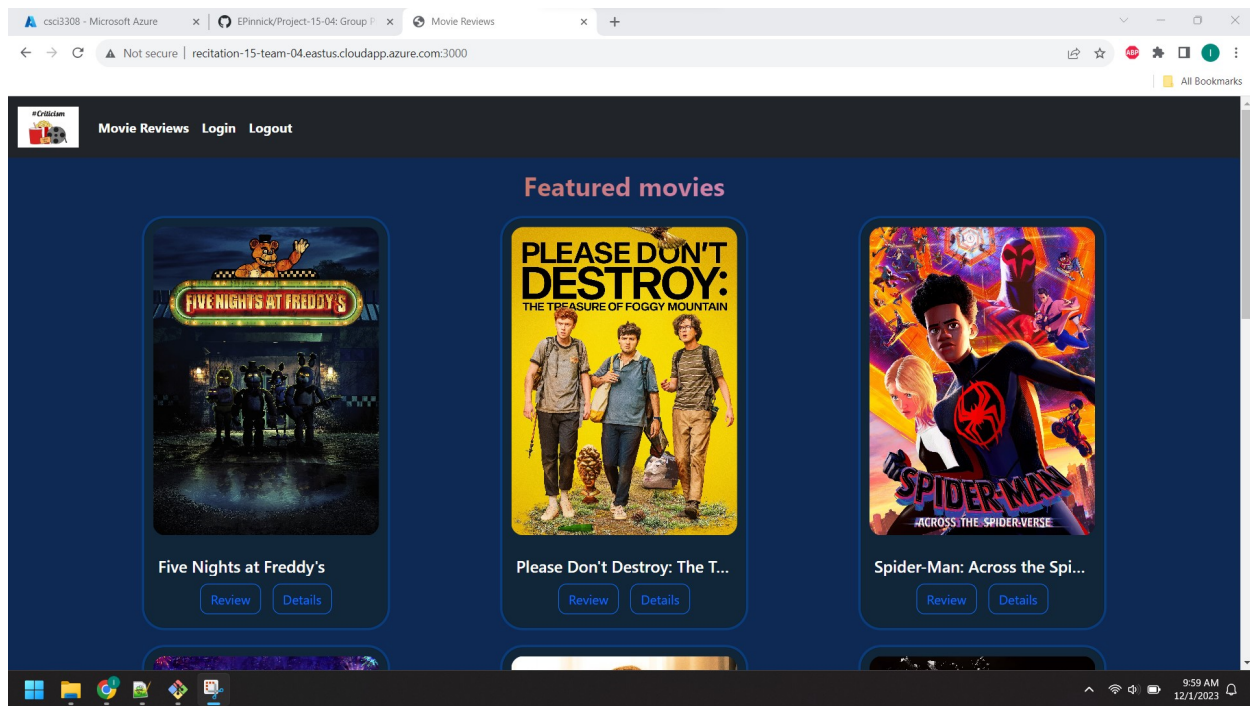 csci3308 - Microsoft Azure
EPinnick/Project-15-04: Group P
Movie Reviews
Not secure
recitation-15-team-04.eastus.cloudapp.azure.com:3000
ABP
I
All Bookmarks
#Criticism
Movie Reviews Login Logout
Featured movies
FIVE NIGHTS AT FREDDY'S
PLEASE DON'T
DESTROY:
THE TREASURE OF FOGGY MOUNTAIN
SPIDER-MAN
ACROSS THE SPIDER-VERSE
Five Nights at Freddy's
Please Don't Destroy: The T...
Spider-Man: Across the Spi...
Review Details
Review Details
Review Details
9:59 AM
12/1/2023